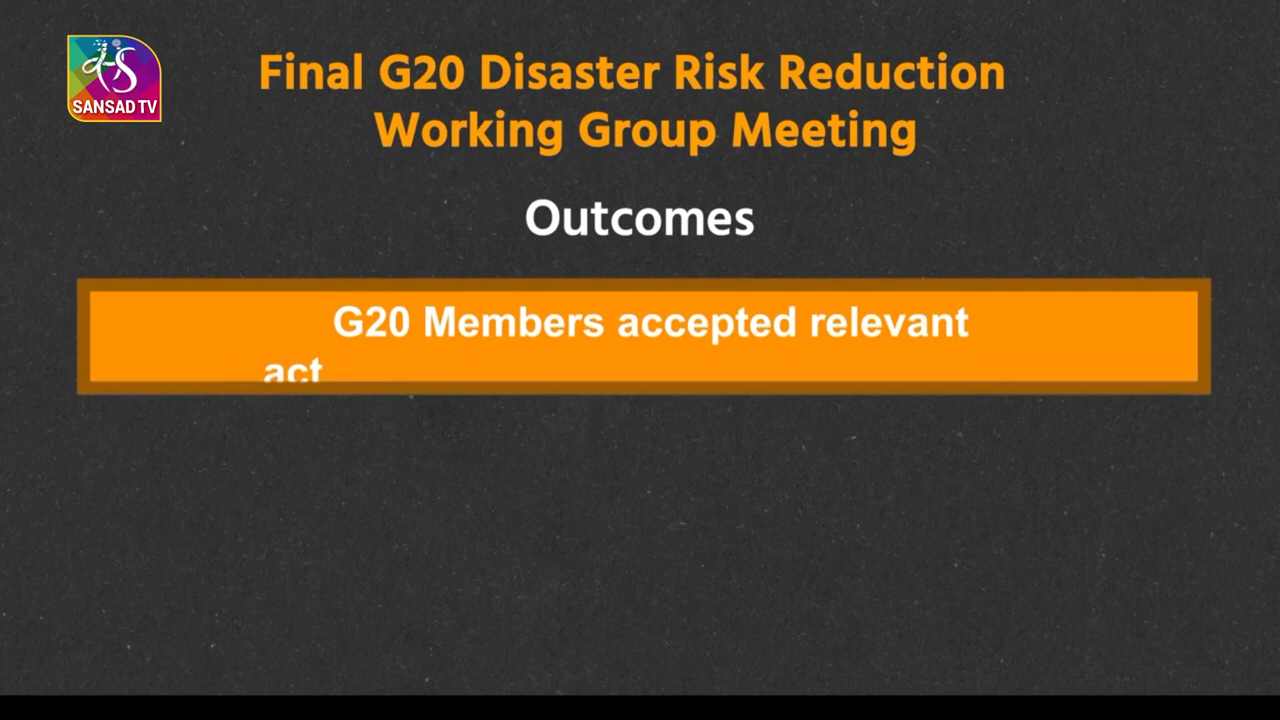 SANSAD TV
Final G20 Disaster Risk Reduction
Working Group Meeting
Outcomes
G20 Members accepted relevant
act